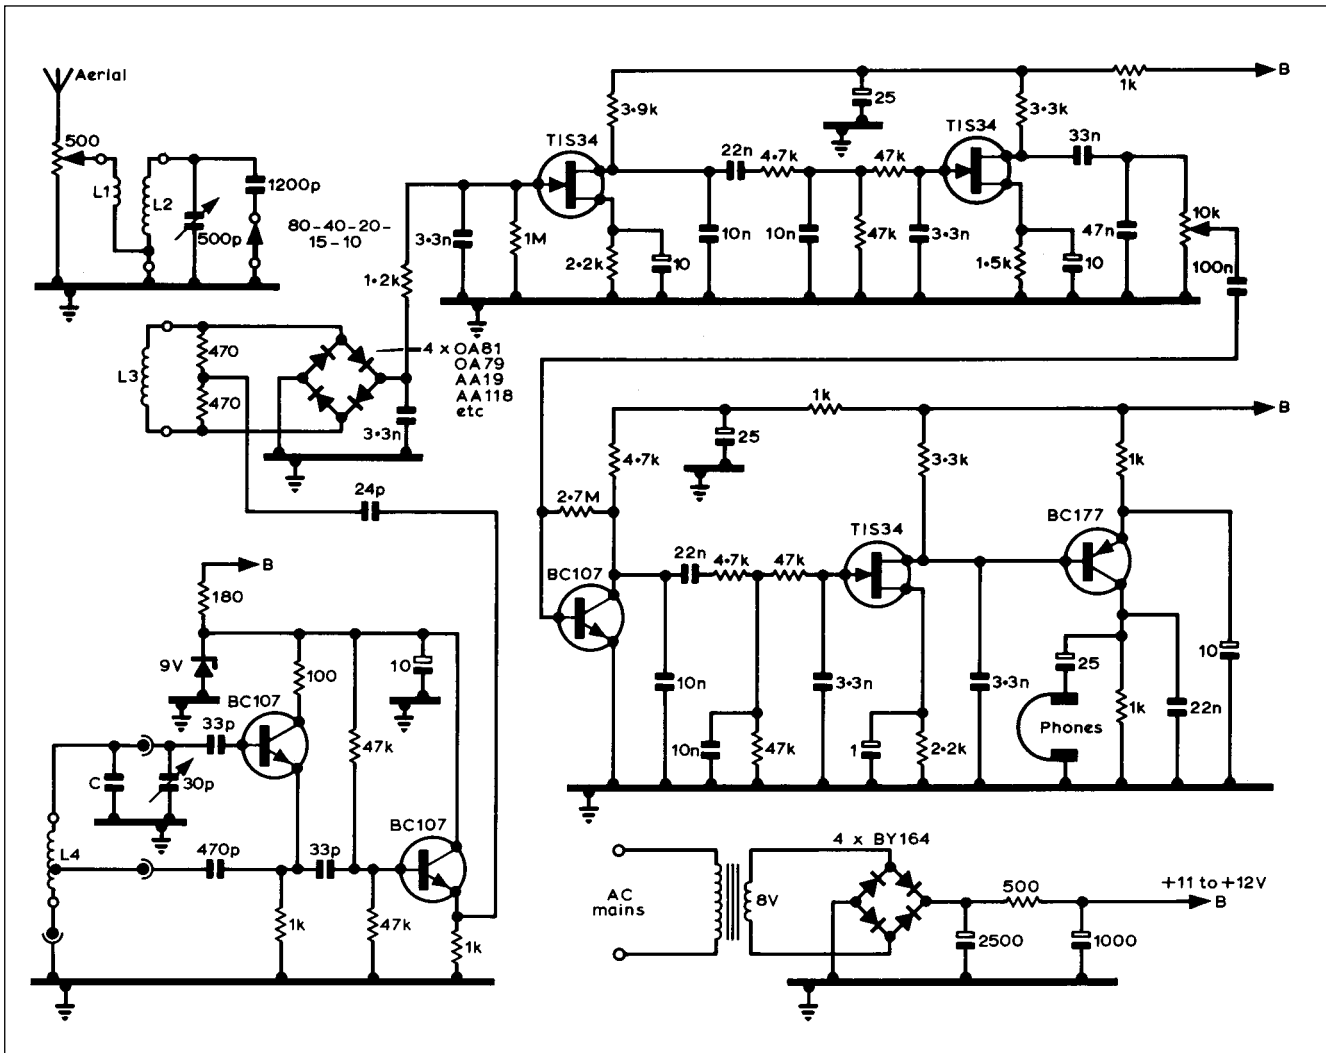 Aerial
500
L1
L2
500p
1200p
80-40-20-
15-10
3·3n
1M
1·2k
TIS34
3·9k
2·2k
10
10n
22n
4·7k
10n
47k
47k
3·3n
25
TIS34
3·3k
1·5k
10
33n
47n
10k
100n
1k
B
L3
470
470
4 x OA81
OA79
AA19
AA118
etc
3·3n
24p
B
180
9V
100
BC107
33p
C
30p
L4
470p
33p
1k
47k
47k
10
BC107
1k
1k
25
B
4·7k
2·7M
BC107
22n
4·7k
47k
10n
10n
47k
3·3n
TIS34
3·3k
1
2·2k
3·3n
BC177
1k
25
Phones
1k
22n
10
AC
mains
8V
4 x BY164
2500
500
1000
+11 to +12V
B